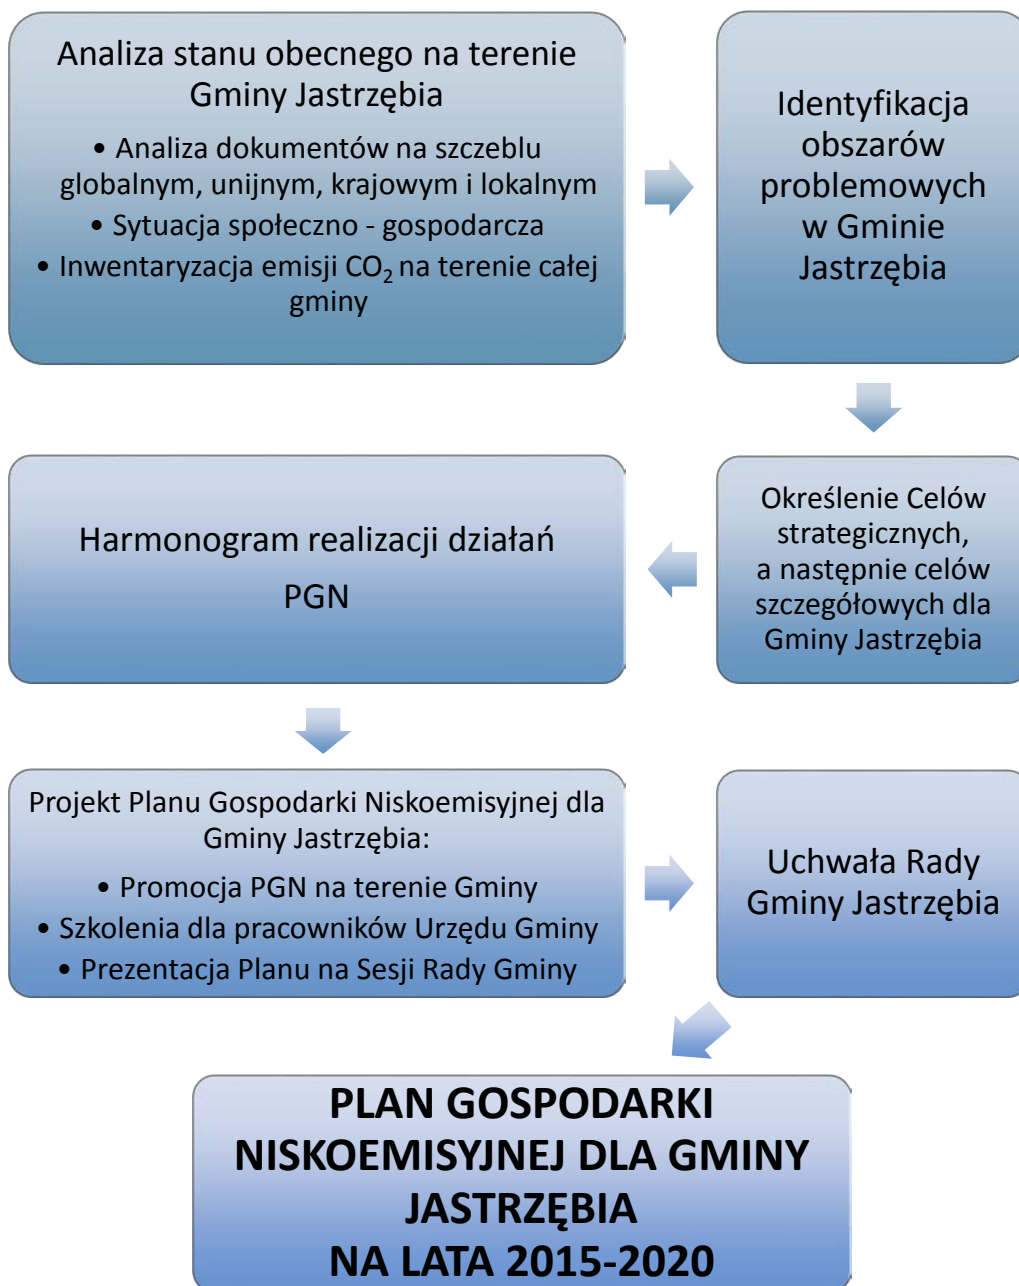 Analiza stanu obecnego na terenie
Gminy Jastrzębia
• Analiza dokumentów na szczeblu
globalnym, unijnym, krajowym i lokalnym
• Sytuacja społeczno - gospodarcza
• Inwentaryzacja emisji CO₂ na terenie całej
gminy
Identyfikacja
obszarów
problemowych
w Gminie
Jastrzębia
Określenie Celów
strategicznych,
a następnie celów
szczegółowych dla
Gminy Jastrzębia
Harmonogram realizacji działań
PGN
Projekt Planu Gospodarki Niskoemisyjnej dla
Gminy Jastrzębia:
• Promocja PGN na terenie Gminy
• Szkolenia dla pracowników Urzędu Gminy
• Prezentacja Planu na Sesji Rady Gminy
Uchwała Rady
Gminy Jastrzębia
PLAN GOSPODARKI
NISKOEMISYJNEJ DLA GMINY
JASTRZĘBIA
NA LATA 2015-2020